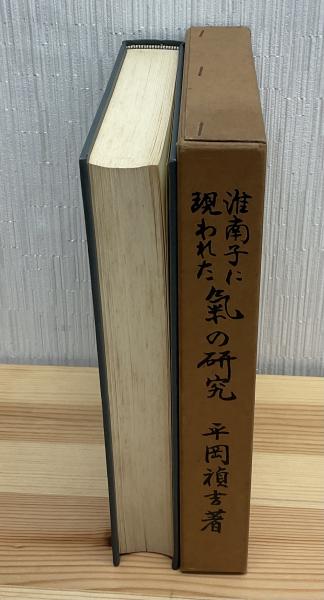 淮南子に
現われた
氣の研究
平岡禎吉著